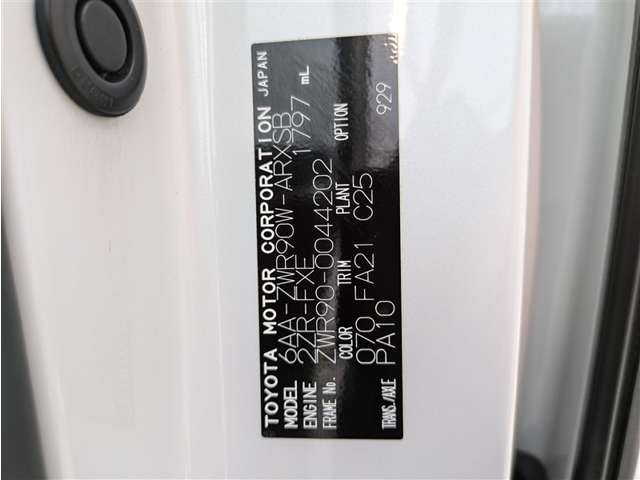 TOYOTA MOTOR CORPORATION JAPAN
MODEL 6AA-ZWR90W-ARXSB
ENGINE 2ZR-FXE 1797 mL
FRAME No. ZWR90-0044202
COLOR TRIM PLANT OPTION
070 FA21 C25 929
TRANS/AXLE PA10